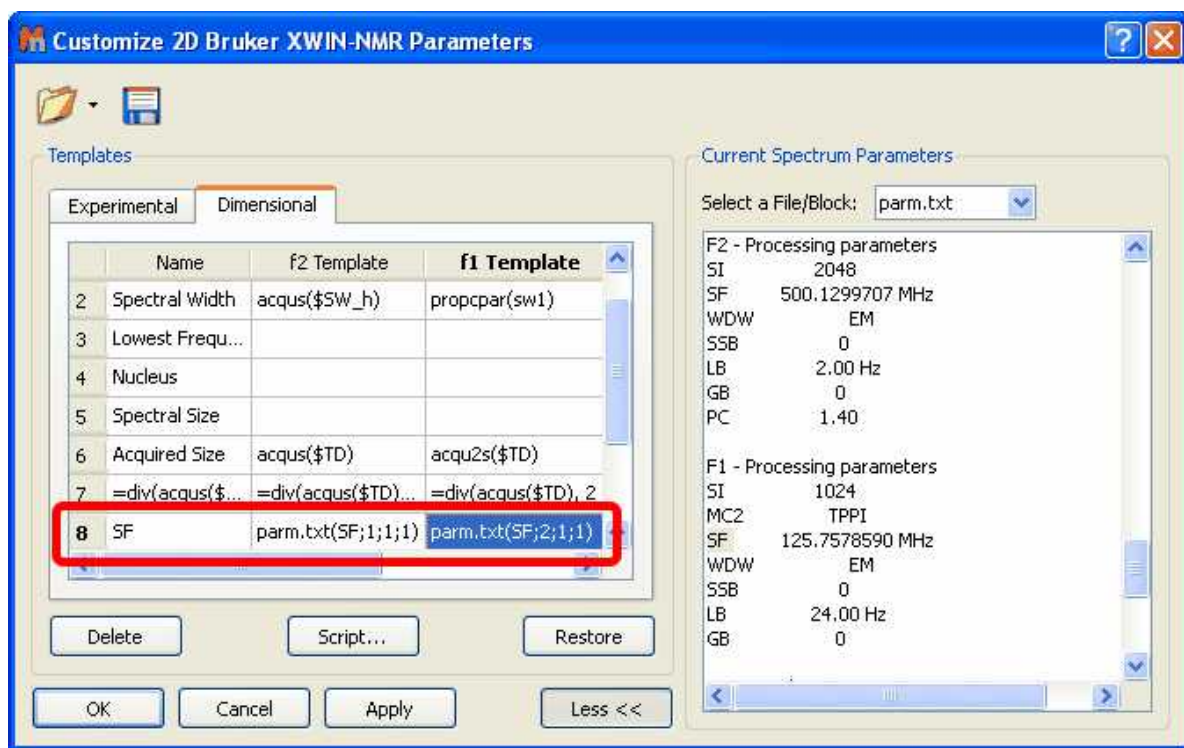 Customize 2D Bruker XWIN-NMR Parameters
Templates
Experimental Dimensional
Name f2 Template f1 Template
2 Spectral Width acqus($SW_h) propcpar(sw1)
3 Lowest Frequ...
4 Nucleus
5 Spectral Size
6 Acquired Size acqus($TD) acqu2s($TD)
7 =div(acqus($... =div(acqus($TD)... =div(acqus($TD), 2
8 SF parm.txt(SF;1;1;1) parm.txt(SF;2;1;1)
Delete Script... Restore
OK Cancel Apply Less <<
Current Spectrum Parameters
Select a File/Block: parm.txt
F2 - Processing parameters
SI 2048
SF 500.1299707 MHz
WDW EM
SSB 0
LB 2.00 Hz
GB 0
PC 1.40
F1 - Processing parameters
SI 1024
MC2 TPPI
SF 125.7578590 MHz
WDW EM
SSB 0
LB 24.00 Hz
GB 0